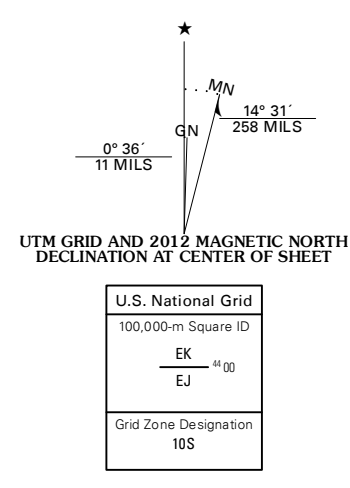 ★
MN
GN
14° 31´
258 MILS
0° 36´
11 MILS
UTM GRID AND 2012 MAGNETIC NORTH
DECLINATION AT CENTER OF SHEET
U.S. National Grid
100,000-m Square ID
EK
44 00
EJ
Grid Zone Designation
10S